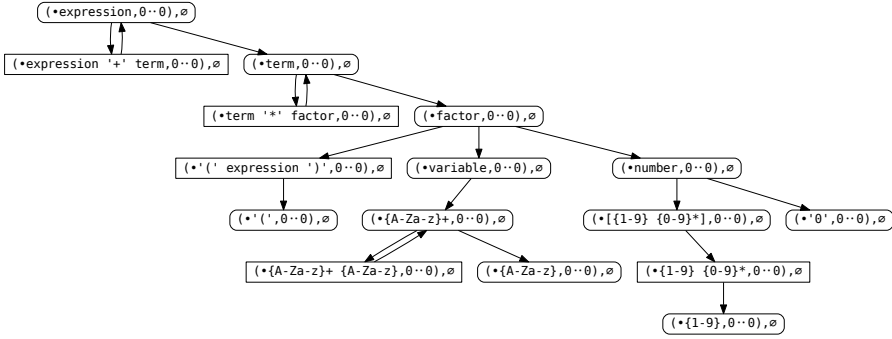 (•expression,0··0),∅
(•expression '+' term,0··0),∅
(•term,0··0),∅
(•term '*' factor,0··0),∅
(•factor,0··0),∅
(•'(' expression ')',0··0),∅
(•variable,0··0),∅
(•number,0··0),∅
(•'(',0··0),∅
(•{A-Za-z}+,0··0),∅
(•[{1-9} {0-9}*],0··0),∅
(•'0',0··0),∅
(•{A-Za-z}+ {A-Za-z},0··0),∅
(•{A-Za-z},0··0),∅
(•{1-9} {0-9}*,0··0),∅
(•{1-9},0··0),∅